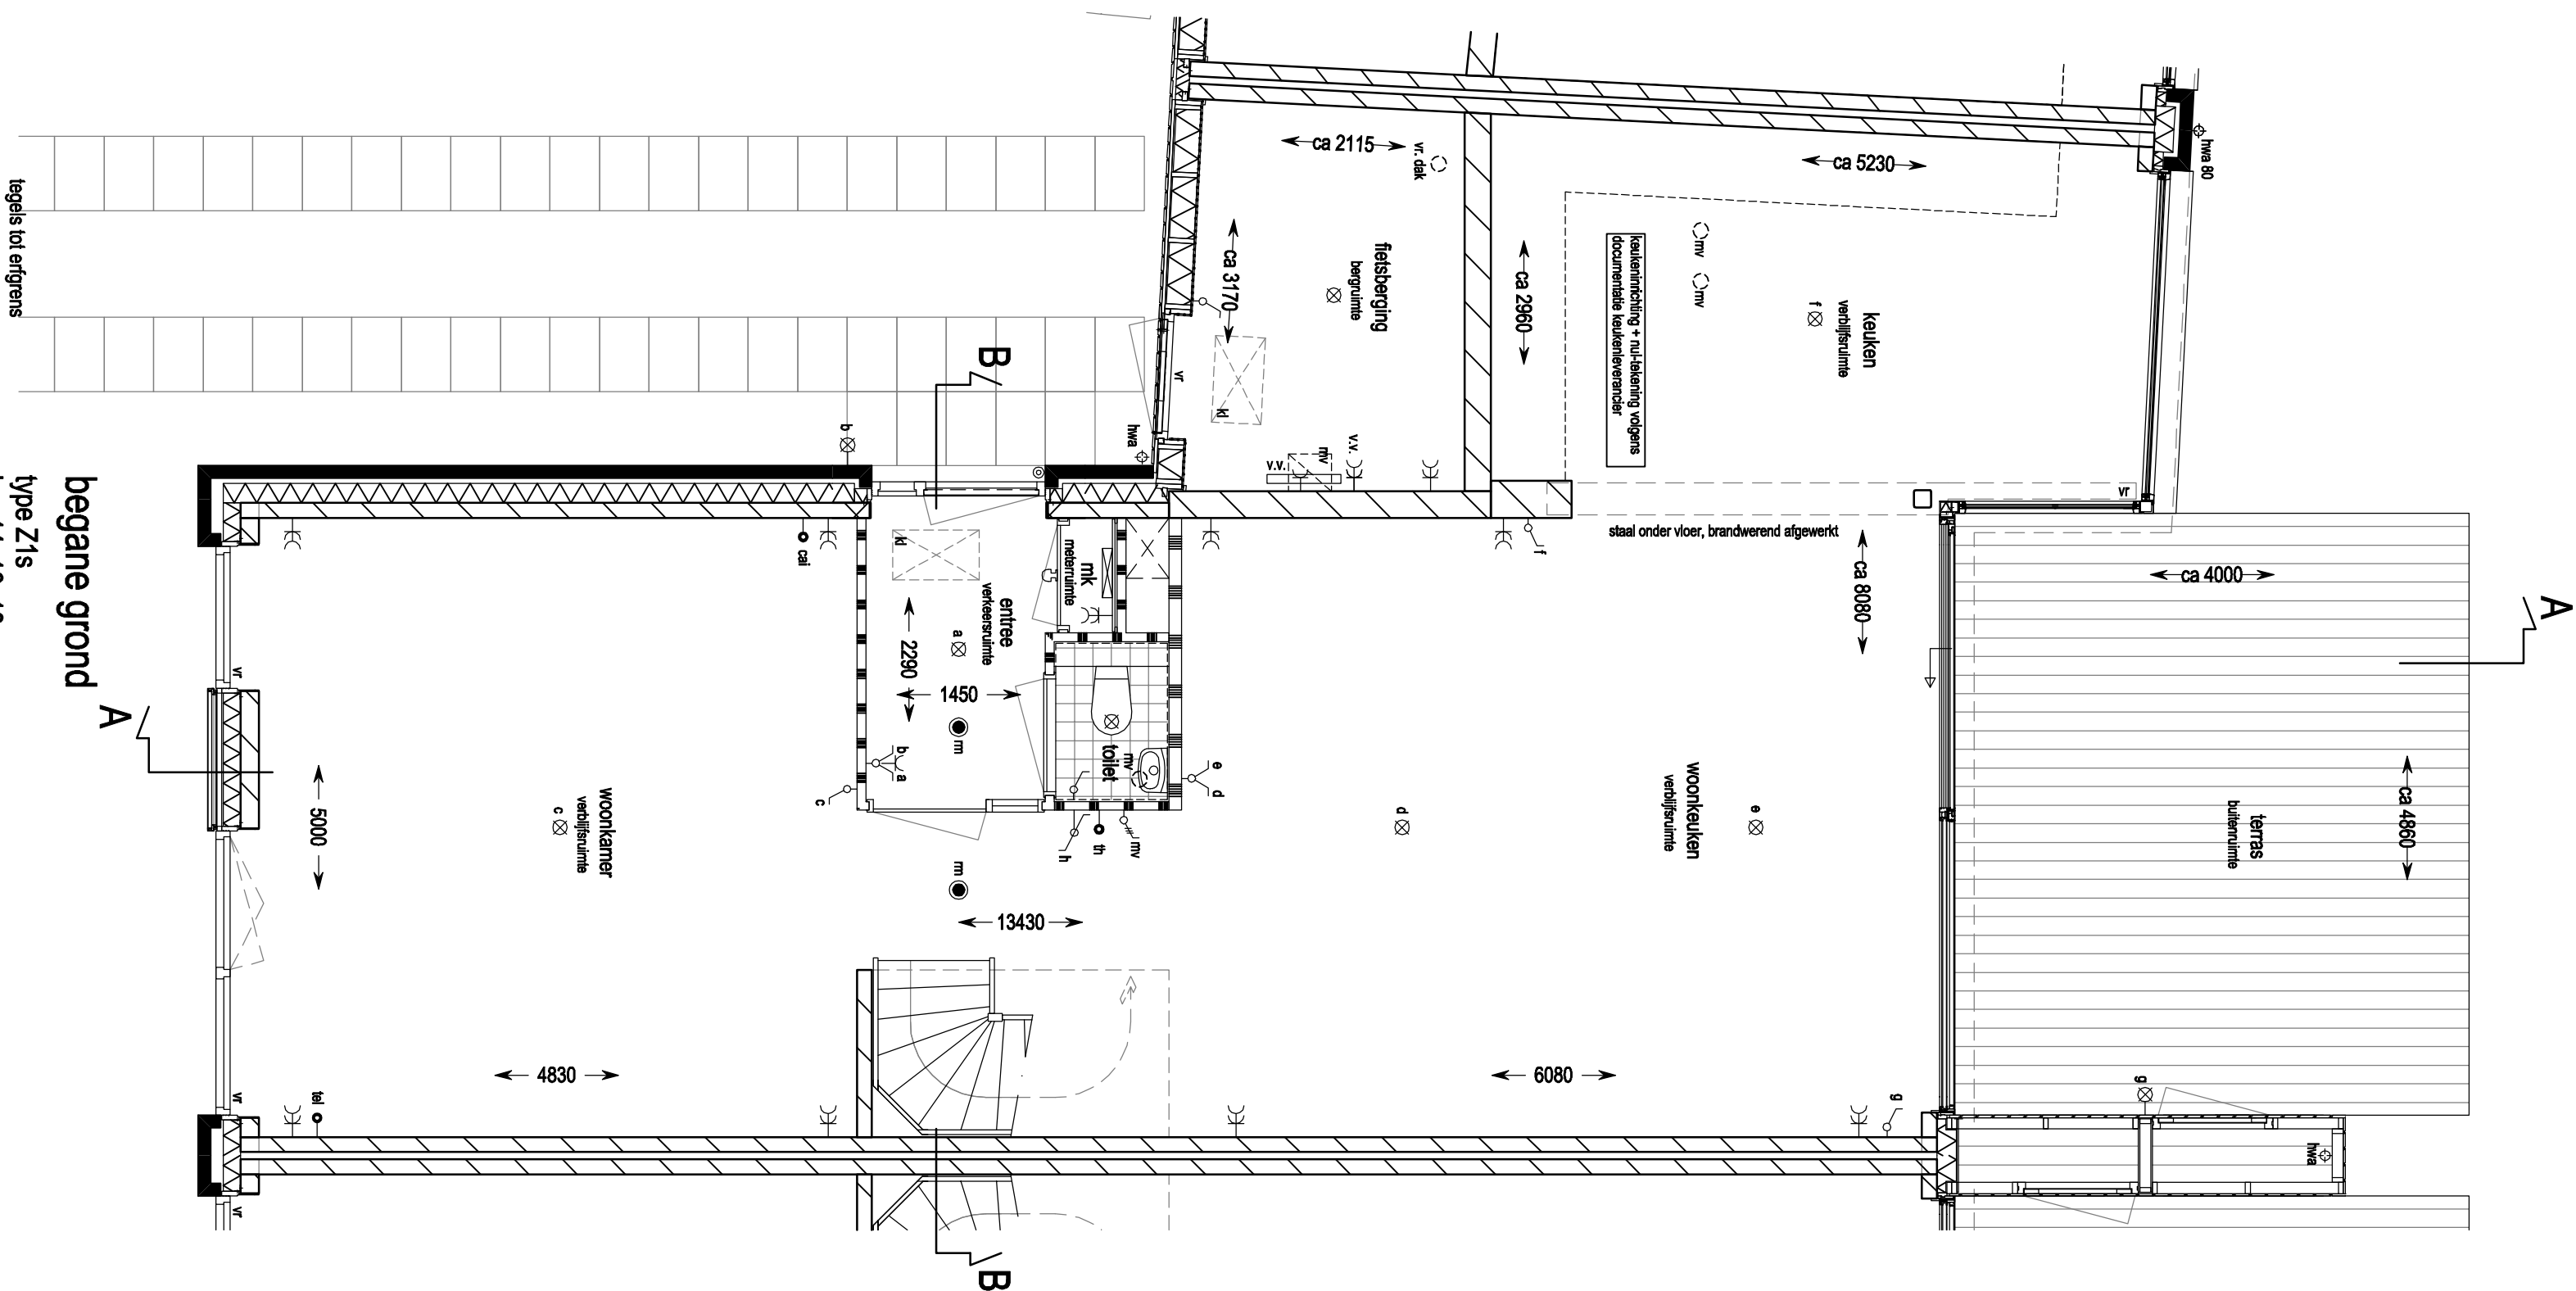 begane grond
type Z1s
tegels tot erfgrens
A
A
B
B
fietsberging
bergruimte
ca 2115
ca 3170
vr. dak
vr
kl
hwa
v.v.
v.v.
mv
keuken
verblijfsruimte
f
ca 5230
ca 2960
mv
mv
keukeninrichting + nul-tekening volgens
documentatie keukenleverancier
hwa 80
vr
staal onder vloer, brandwerend afgewerkt
f
ca 8080
ca 4000
terras
buitenruimte
ca 4860
g
hwa
woonkeuken
verblijfsruimte
e
d
6080
g
e
d
entree
verkeersruimte
a
kl
2290
1450
rm
rm
b
a
c
mk
meterruimte
toilet
mv
mv
th
h
13430
woonkamer
verblijfsruimte
c
5000
4830
cai
b
tel
vr
vr
vr